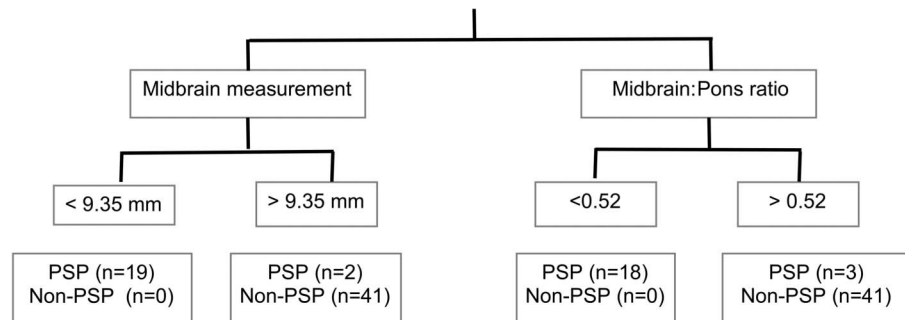 Midbrain measurement
Midbrain:Pons ratio
< 9.35 mm
> 9.35 mm
<0.52
> 0.52
PSP (n=19)
Non-PSP (n=0)
PSP (n=2)
Non-PSP (n=41)
PSP (n=18)
Non-PSP (n=0)
PSP (n=3)
Non-PSP (n=41)